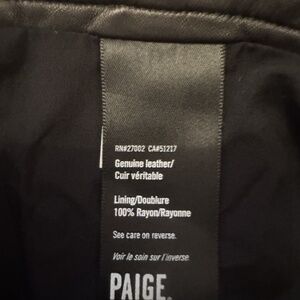 RN#27002 CA#51217
Genuine leather/
Cuir véritable
Lining/Doublure
100% Rayon/Rayonne
See care on reverse.
Voir le soin sur l'inverse.
PAIGE.